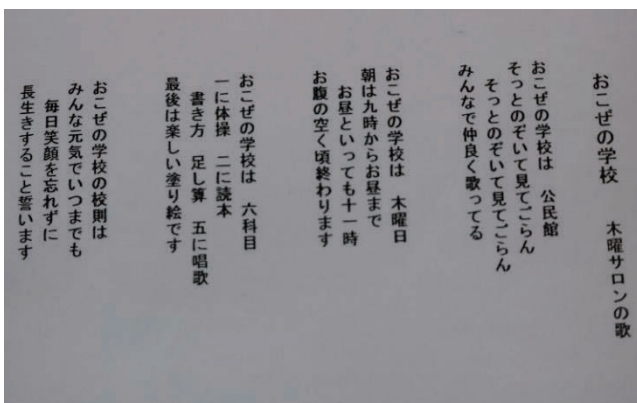 おこぜの学校　　木曜サロンの歌
おこぜの学校は　公民館
そっとのぞいて見てごらん
そっとのぞいて見てごらん
みんなで仲良く歌ってる
おこぜの学校は　木曜日
朝は九時からお昼まで
お昼といっても十一時
お腹の空く頃終わります
おこぜの学校は　六科目
一に体操　二に読本
書き方　足し算　五に唱歌
最後は楽しい塗り絵です
おこぜの学校の校則は
みんな元気でいつまでも
毎日笑顔を忘れずに
長生きすること誓います